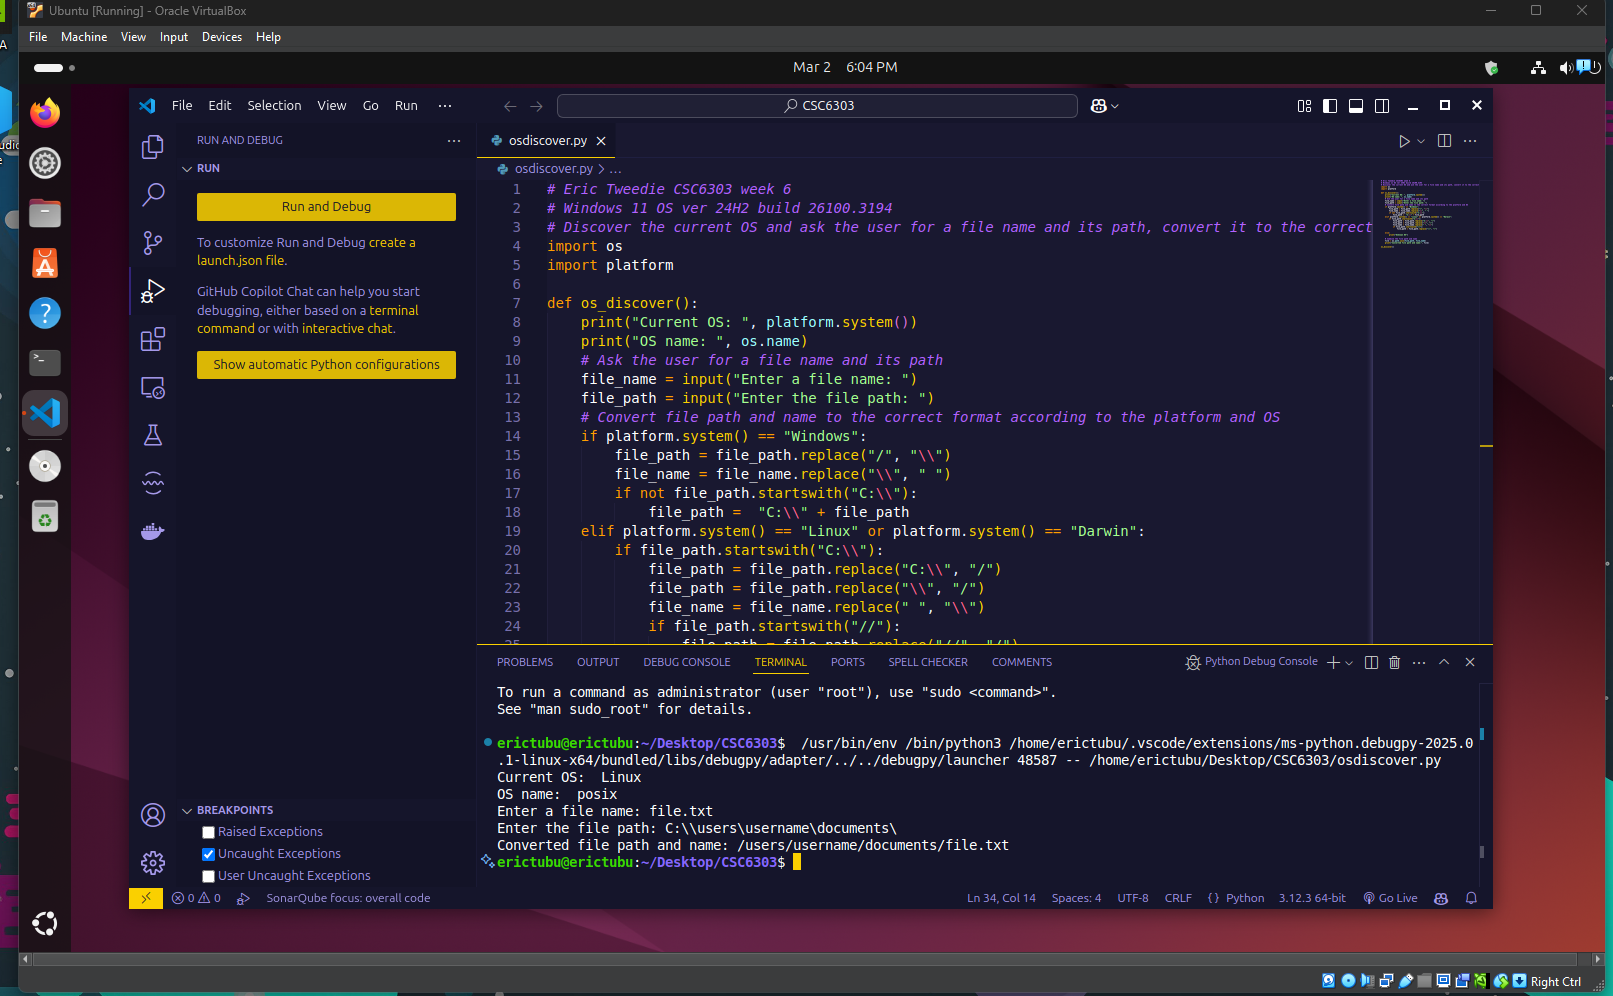 Ubuntu [Running] - Oracle VirtualBox
File Machine View Input Devices Help
Mar 2 6:04 PM
File Edit Selection View Go Run ···
CSC6303
RUN AND DEBUG ···
RUN
Run and Debug
To customize Run and Debug create a
launch.json file.
GitHub Copilot Chat can help you start
debugging, either based on a terminal
command or with interactive chat.
Show automatic Python configurations
BREAKPOINTS
Raised Exceptions
Uncaught Exceptions
User Uncaught Exceptions
osdiscover.py
osdiscover.py > ...
1 # Eric Tweedie CSC6303 week 6
2 # Windows 11 OS ver 24H2 build 26100.3194
3 # Discover the current OS and ask the user for a file name and its path, convert it to the correct
4 import os
5 import platform
6
7 def os_discover():
8     print("Current OS: ", platform.system())
9     print("OS name: ", os.name)
10     # Ask the user for a file name and its path
11     file_name = input("Enter a file name: ")
12     file_path = input("Enter the file path: ")
13     # Convert file path and name to the correct format according to the platform and OS
14     if platform.system() == "Windows":
15         file_path = file_path.replace("/", "\\")
16         file_name = file_name.replace("\\", " ")
17         if not file_path.startswith("C:\\"):
18             file_path =  "C:\\" + file_path
19     elif platform.system() == "Linux" or platform.system() == "Darwin":
20         if file_path.startswith("C:\\"):
21             file_path = file_path.replace("C:\\", "/")
22             file_path = file_path.replace("\\", "/")
23             file_name = file_name.replace(" ", "\\")
24             if file_path.startswith("//"):
25                 file_path = file_path.replace("//", "/")
PROBLEMS OUTPUT DEBUG CONSOLE TERMINAL PORTS SPELL CHECKER COMMENTS
Python Debug Console
To run a command as administrator (user "root"), use "sudo <command>".
See "man sudo_root" for details.
erictubu@erictubu:~/Desktop/CSC6303$  /usr/bin/env /bin/python3 /home/erictubu/.vscode/extensions/ms-python.debugpy-2025.0
.1-linux-x64/bundled/libs/debugpy/adapter/../../debugpy/launcher 48587 -- /home/erictubu/Desktop/CSC6303/osdiscover.py
Current OS:  Linux
OS name:  posix
Enter a file name: file.txt
Enter the file path: C:\\users\username\documents\
Converted file path and name: /users/username/documents/file.txt
erictubu@erictubu:~/Desktop/CSC6303$
0 0 SonarQube focus: overall code
Ln 34, Col 14 Spaces: 4 UTF-8 CRLF {} Python 3.12.3 64-bit Go Live
Right Ctrl